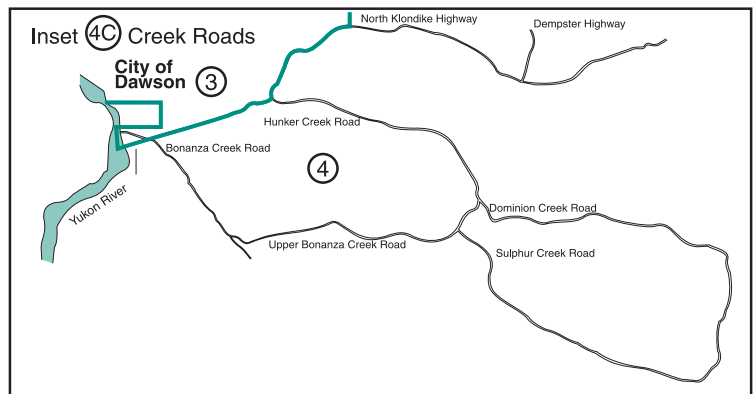 Inset 4C Creek Roads
North Klondike Highway
Dempster Highway
City of
Dawson 3
Hunker Creek Road
Bonanza Creek Road
4
Yukon River
Dominion Creek Road
Upper Bonanza Creek Road
Sulphur Creek Road